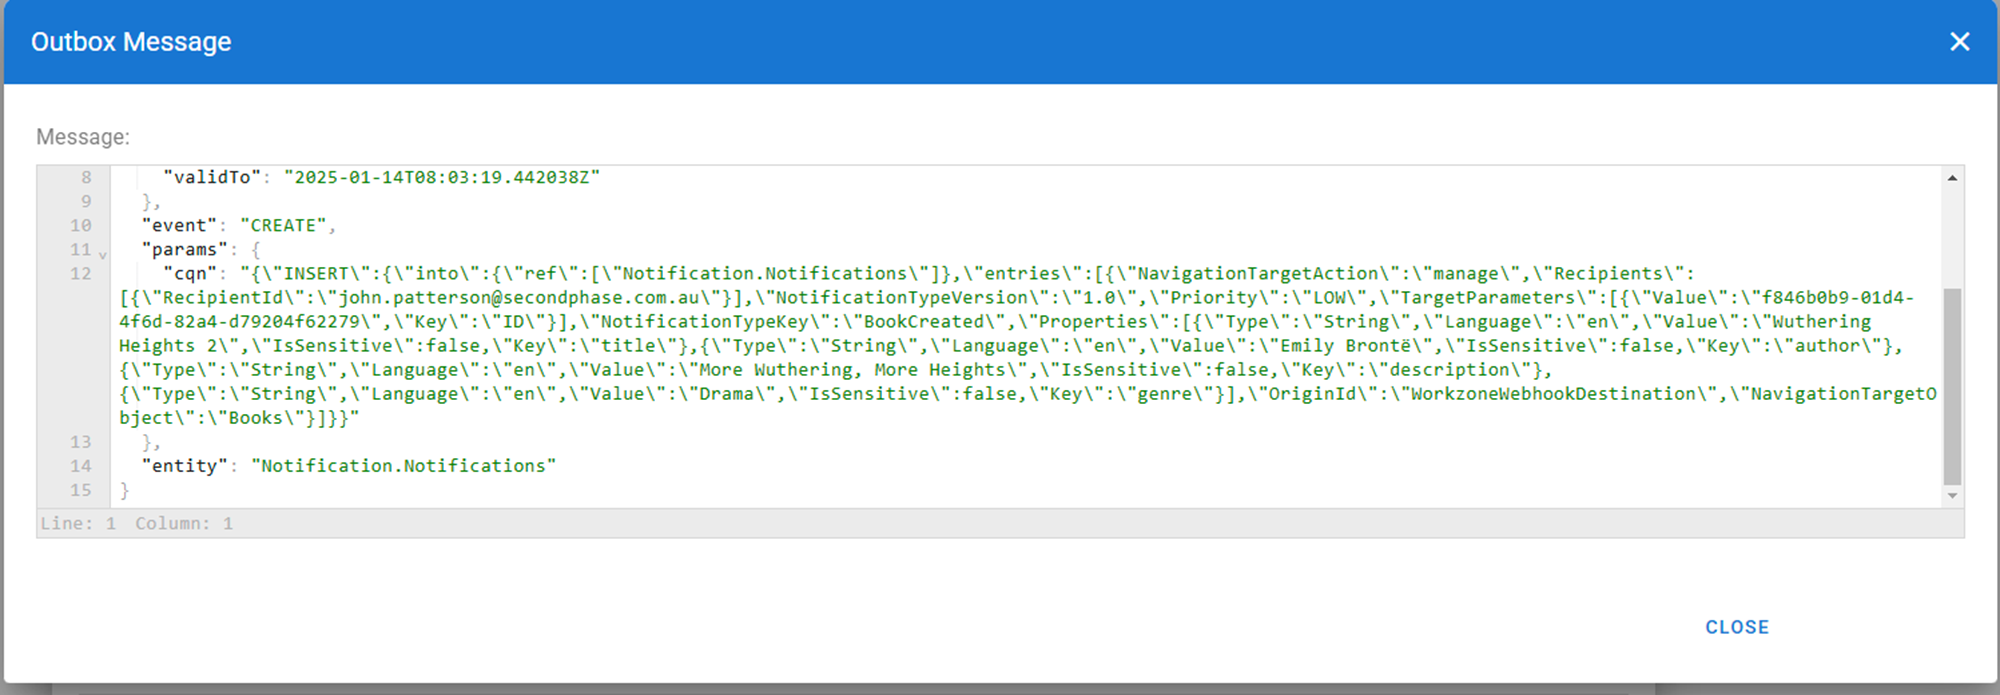 Outbox Message
Message:
8 "validTo": "2025-01-14T08:03:19.442038Z"
9 },
10 "event": "CREATE",
11 "params": {
12 "cqn": "{\"INSERT\":{\"into\":{\"ref\":[\"Notification.Notifications\"]},\"entries\":[{\"NavigationTargetAction\":\"manage\",\"Recipients\":
[{\"RecipientId\":\"john.patterson@secondphase.com.au\"}],\"NotificationTypeVersion\":\"1.0\",\"Priority\":\"LOW\",\"TargetParameters\":[{\"Value\":\"f846b0b9-01d4-
4f6d-82a4-d79204f62279\",\"Key\":\"ID\"}],\"NotificationTypeKey\":\"BookCreated\",\"Properties\":[{\"Type\":\"String\",\"Language\":\"en\",\"Value\":\"Wuthering
Heights 2\",\"IsSensitive\":false,\"Key\":\"title\"},{\"Type\":\"String\",\"Language\":\"en\",\"Value\":\"Emily Brontë\",\"IsSensitive\":false,\"Key\":\"author\"},
{\"Type\":\"String\",\"Language\":\"en\",\"Value\":\"More Wuthering, More Heights\",\"IsSensitive\":false,\"Key\":\"description\"},
{\"Type\":\"String\",\"Language\":\"en\",\"Value\":\"Drama\",\"IsSensitive\":false,\"Key\":\"genre\"}],\"OriginId\":\"WorkzoneWebhookDestination\",\"NavigationTargetO
bject\":\"Books\"}]}}"
13 },
14 "entity": "Notification.Notifications"
15 }
Line: 1 Column: 1
CLOSE